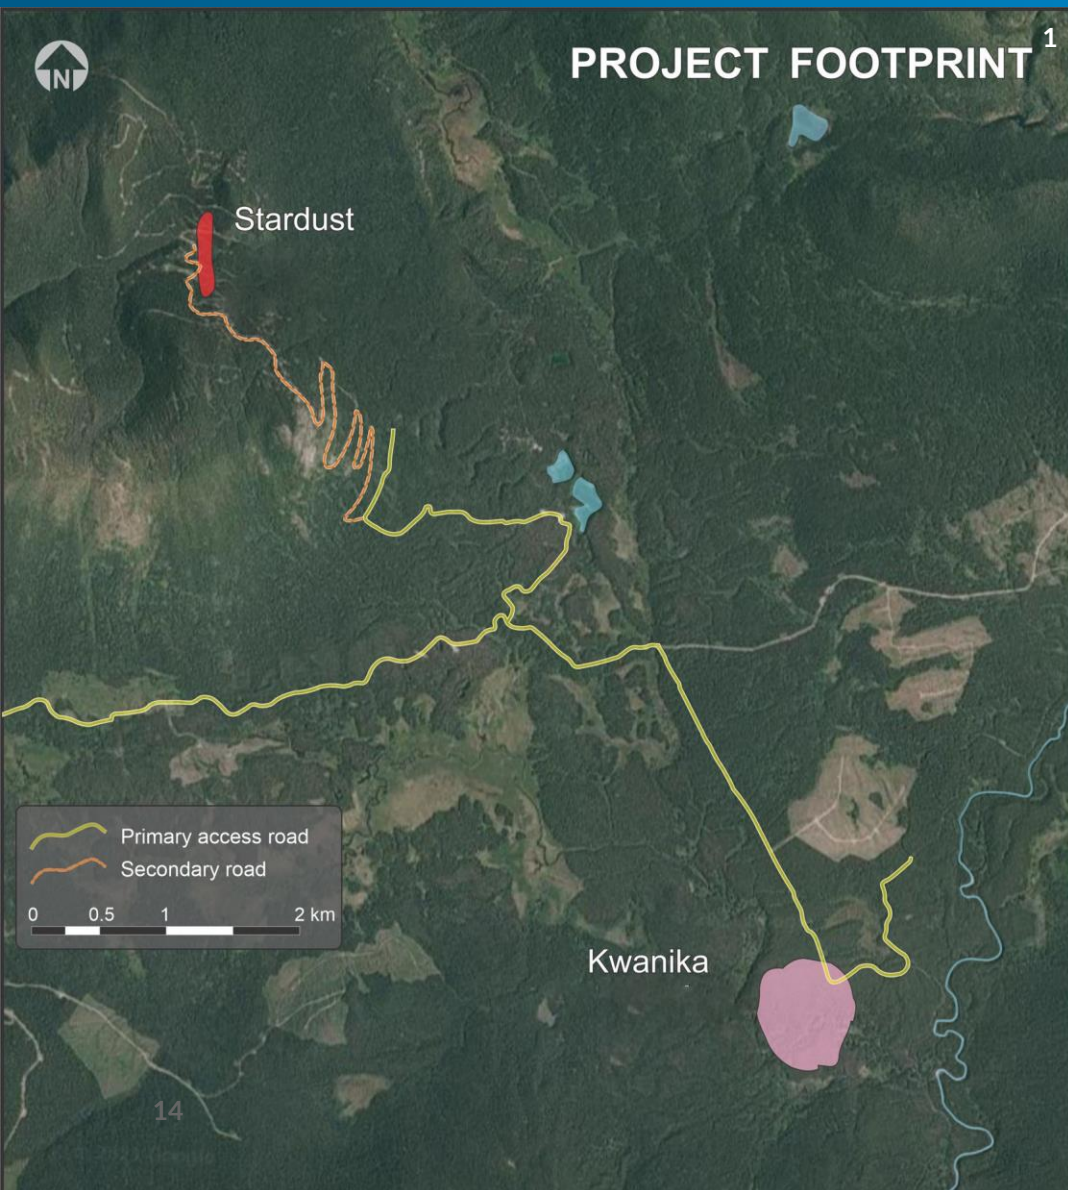 1
PROJECT FOOTPRINT
N
Stardust
Primary access road
Secondary road
0 0.5 1 2 km
Kwanika
14